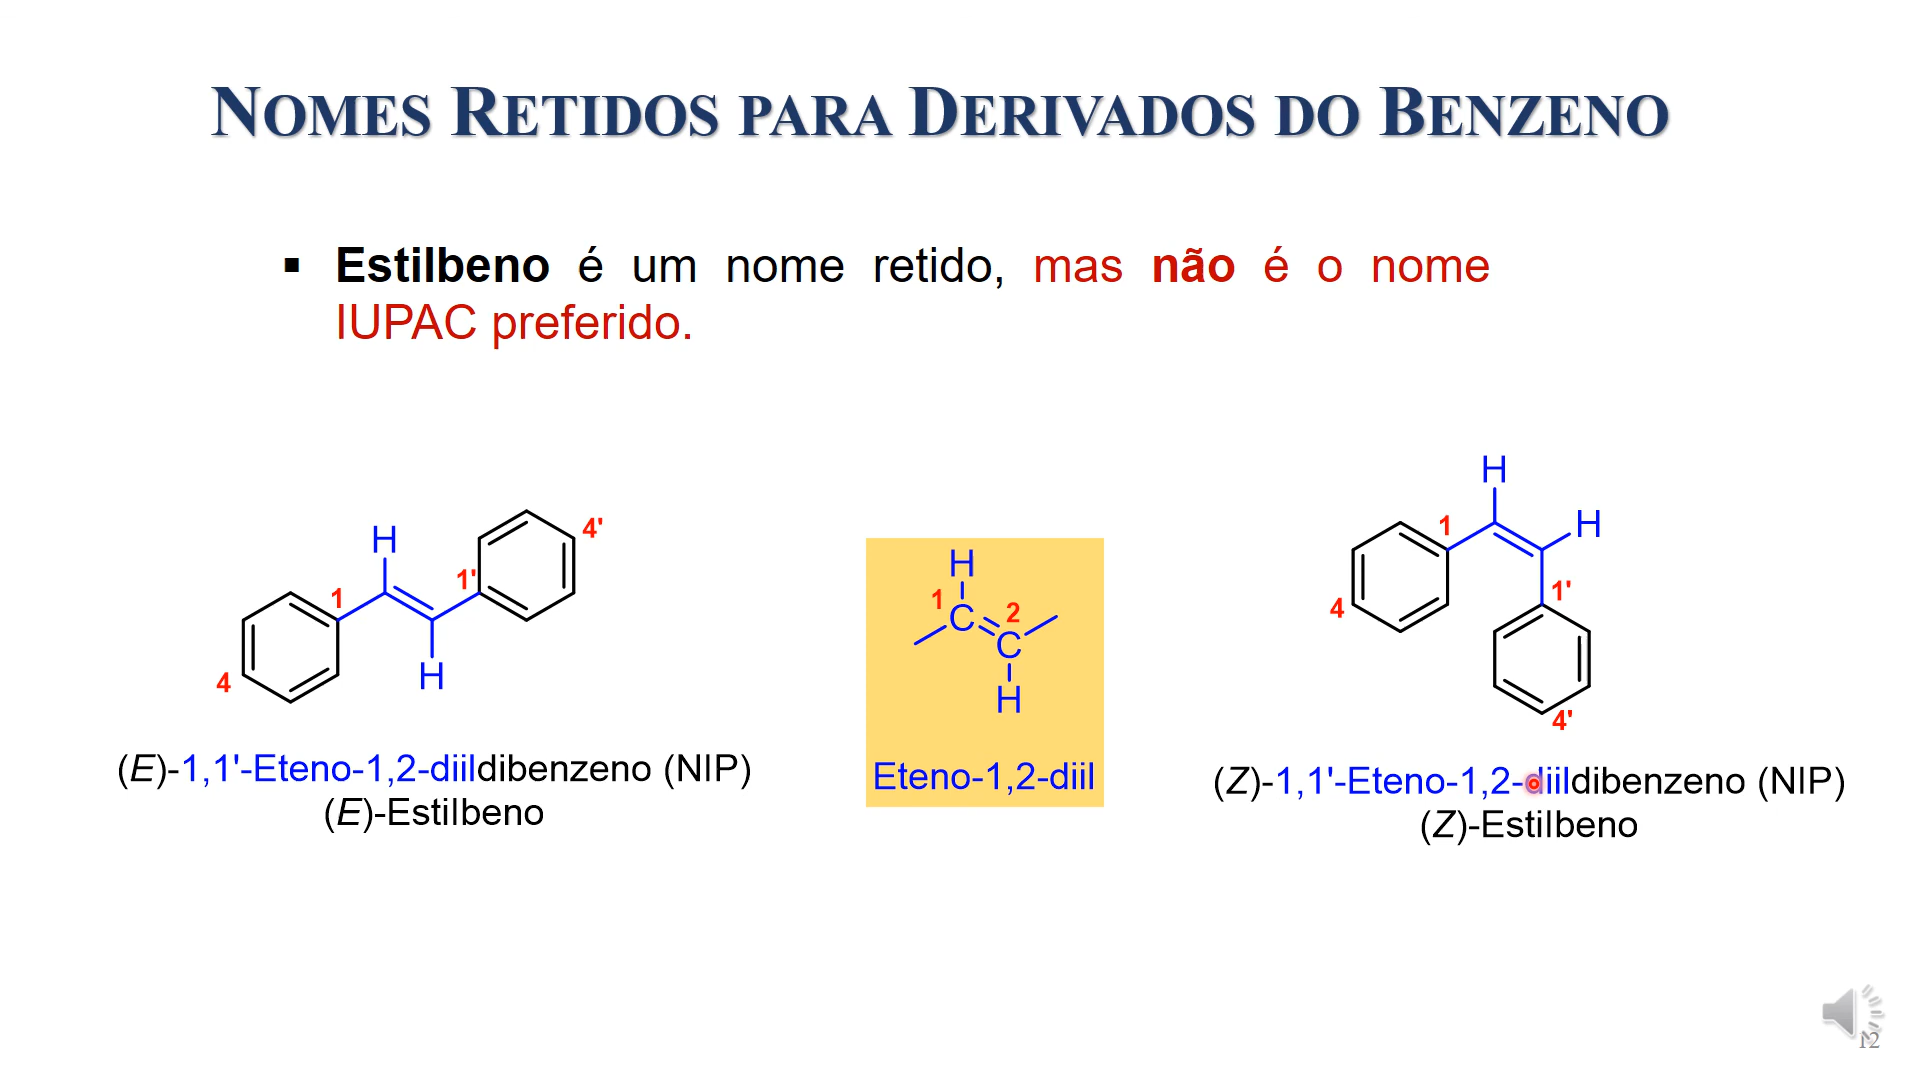 NOMES RETIDOS PARA DERIVADOS DO BENZENO
▪ Estilbeno é um nome retido, mas não é o nome
IUPAC preferido.
H
1
4
1'
4'
H
(E)-1,1'-Eteno-1,2-diildibenzeno (NIP)
(E)-Estilbeno
H
1
C
2
C
H
Eteno-1,2-diil
H
H
1
4
1'
4'
(Z)-1,1'-Eteno-1,2-diildibenzeno (NIP)
(Z)-Estilbeno
12